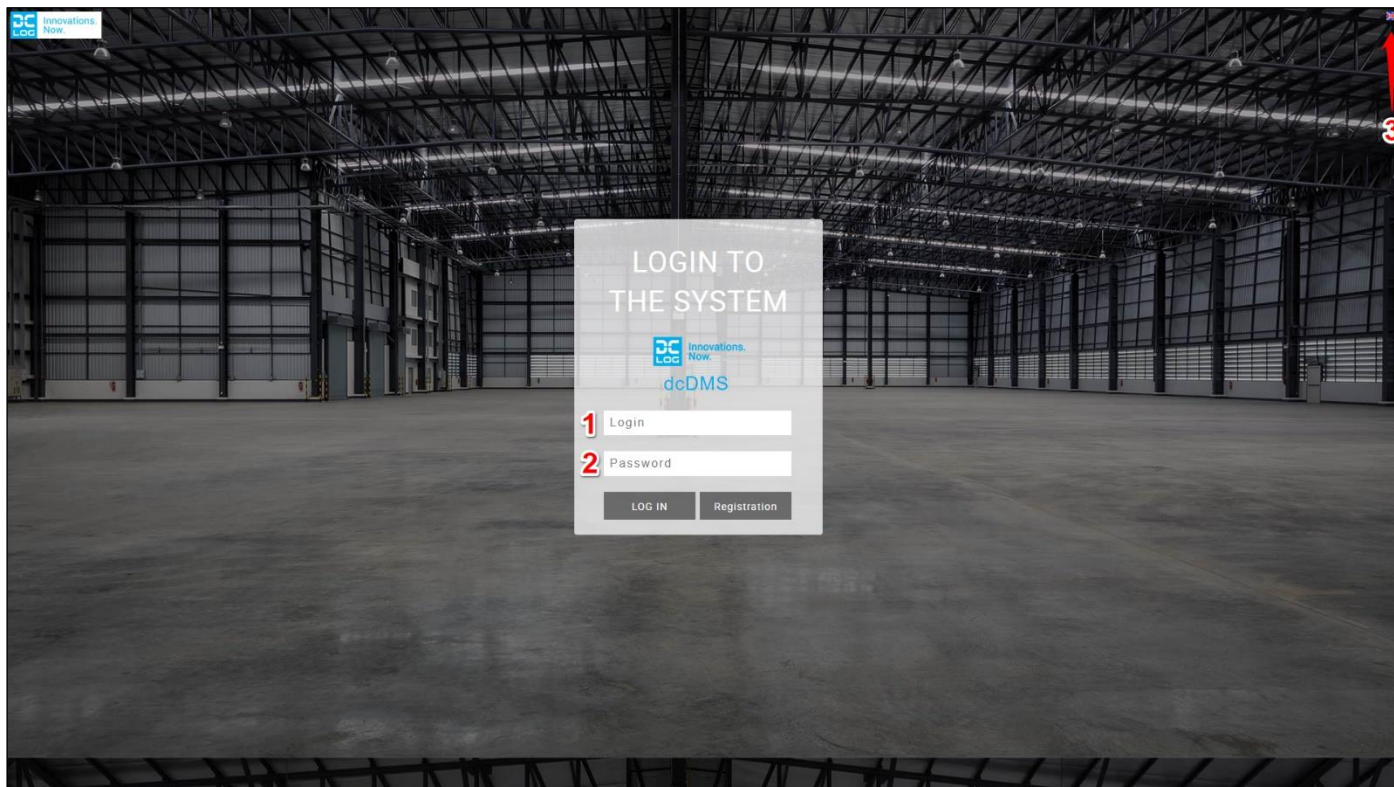 DC LOG Innovations. Now.
3
LOGIN TO
THE SYSTEM
DC LOG Innovations. Now.
dcDMS
1 Login
2 Password
LOG IN Registration